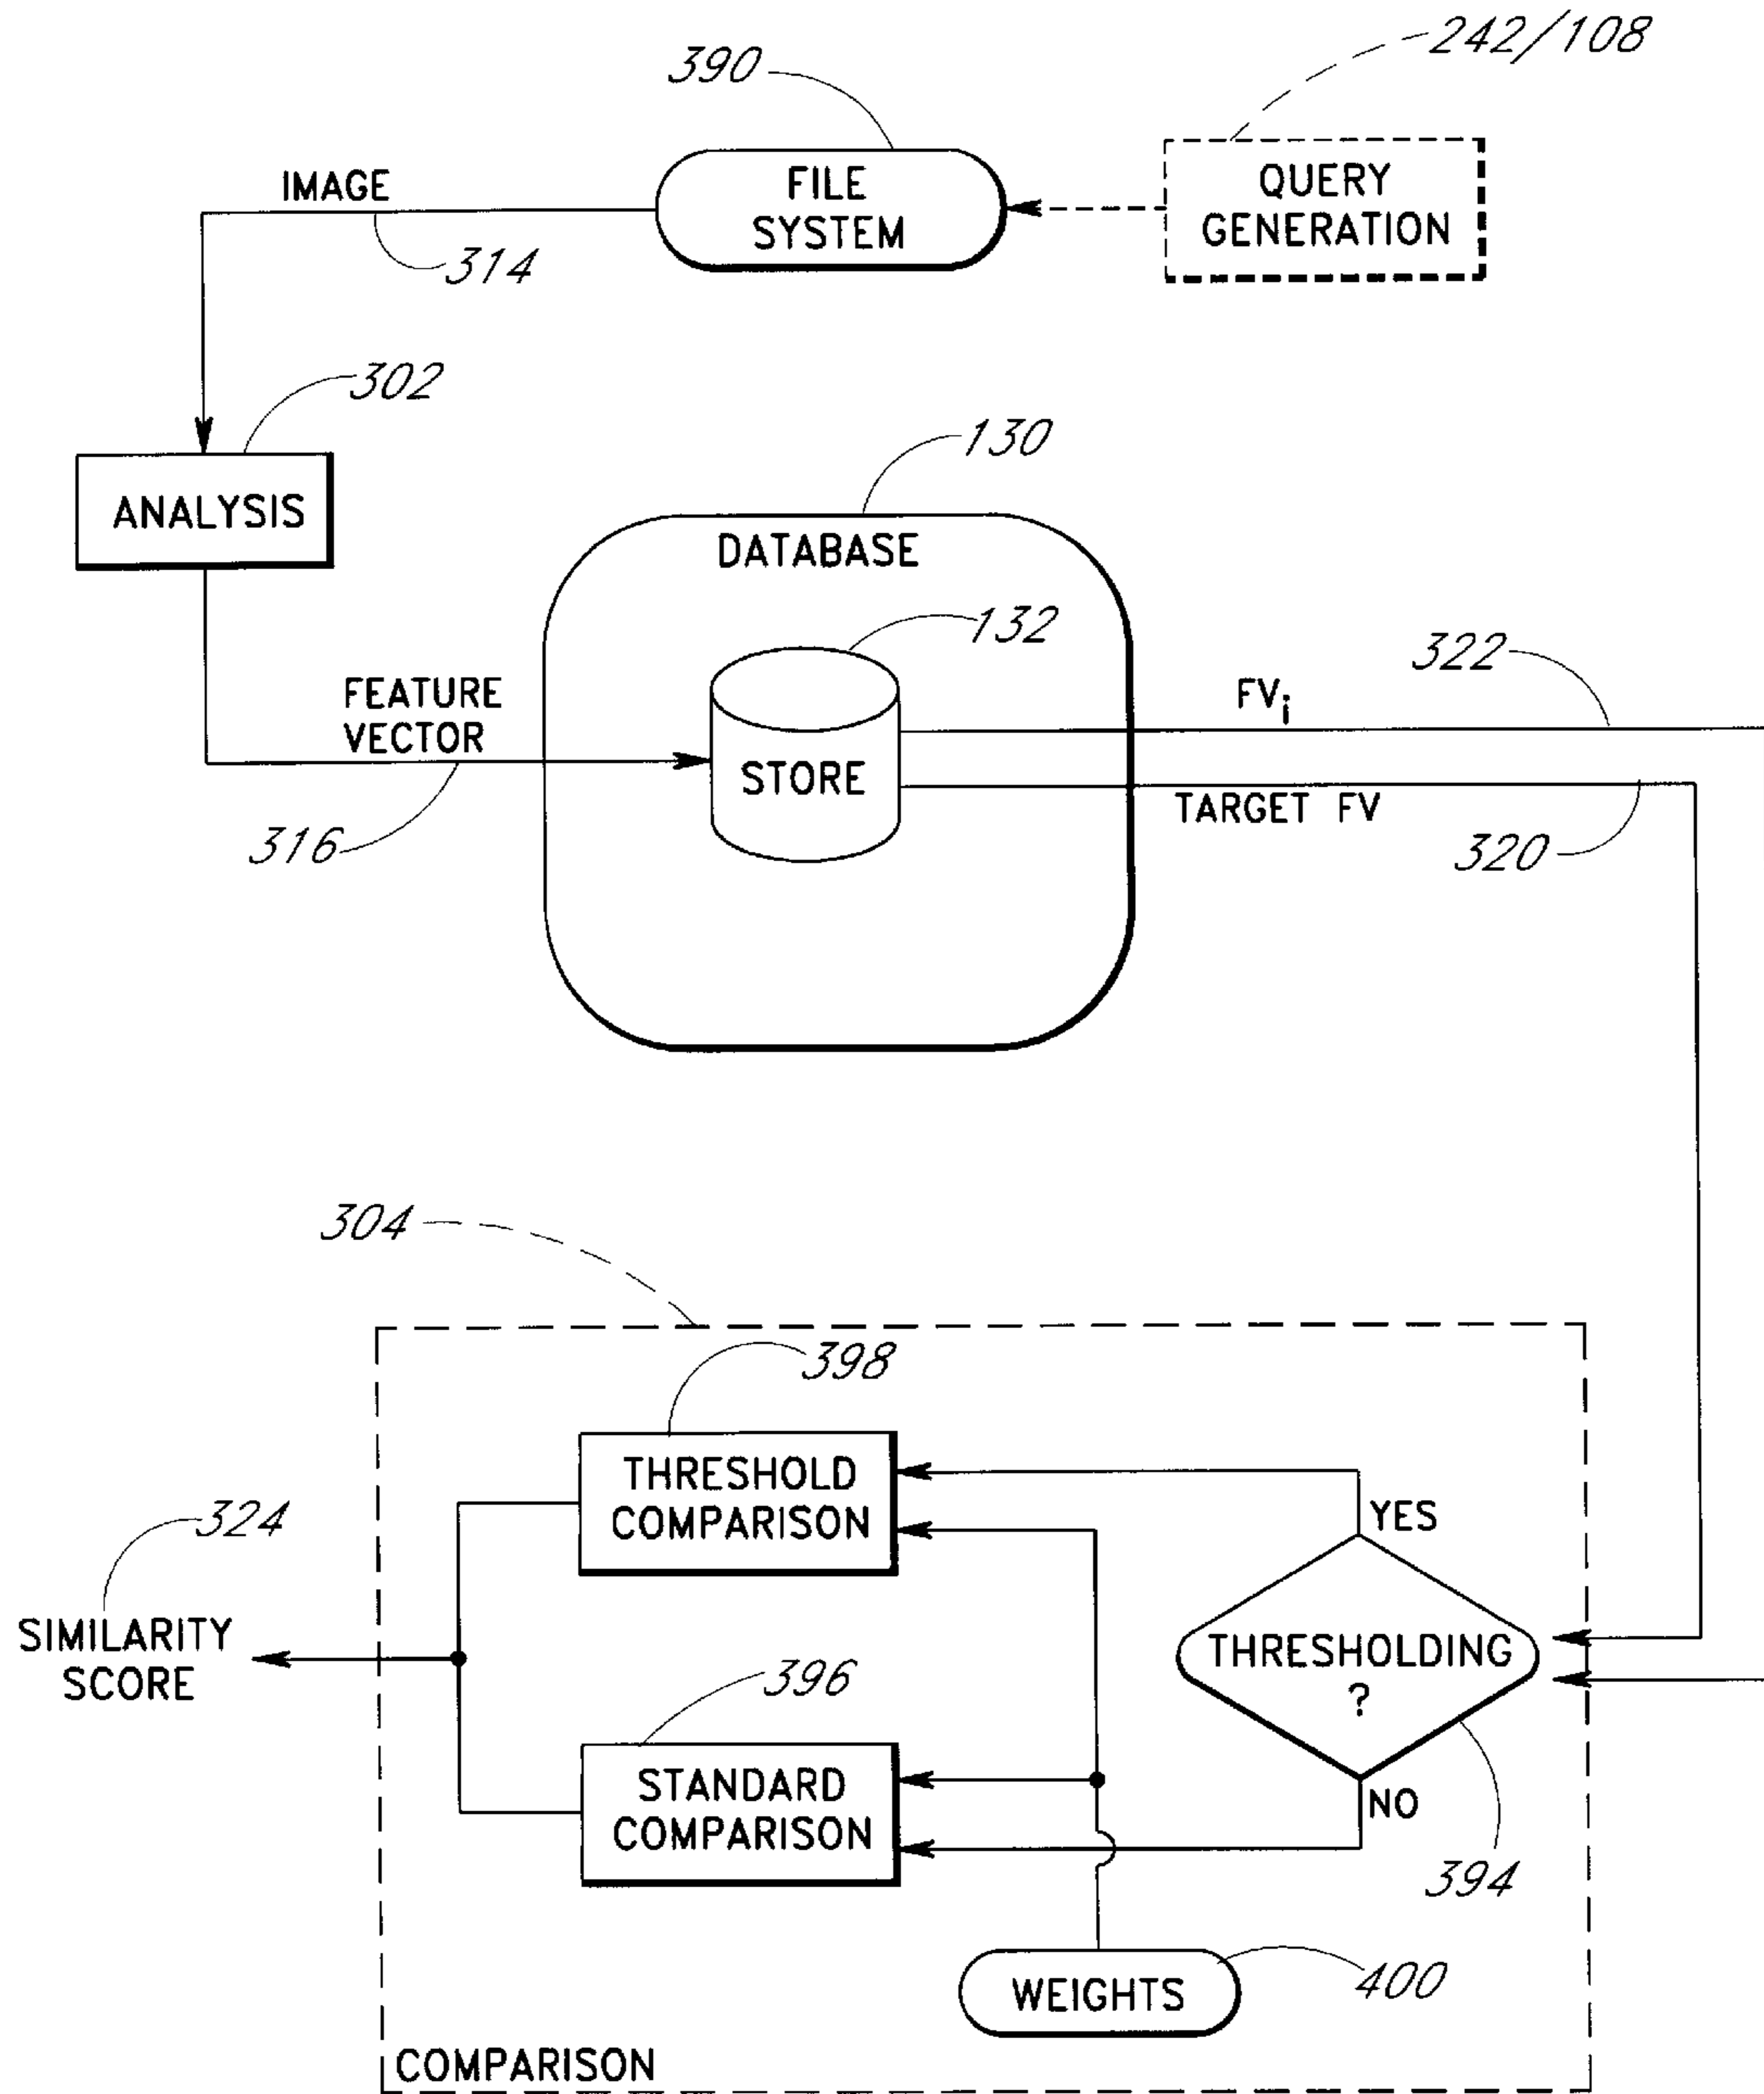 242/108
390
FILE
SYSTEM
QUERY
GENERATION
IMAGE
314
302
ANALYSIS
130
DATABASE
132
STORE
FEATURE
VECTOR
316
322
FVi
TARGET FV
320
304
398
THRESHOLD
COMPARISON
YES
324
SIMILARITY
SCORE
THRESHOLDING
?
396
STANDARD
COMPARISON
NO
394
WEIGHTS
400
COMPARISON